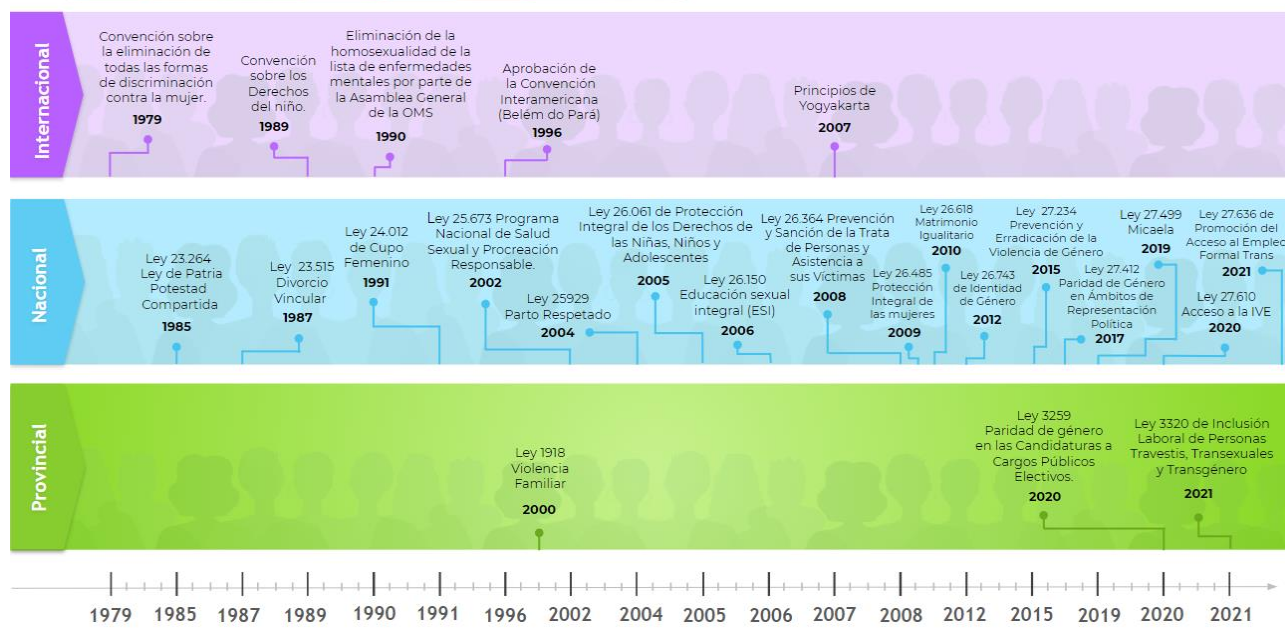 Internacional
Convención sobre
la eliminación de
todas las formas
de discriminación
contra la mujer.
1979
Convención
sobre los
Derechos
del niño.
1989
Eliminación de la
homosexualidad de la
lista de enfermedades
mentales por parte de
la Asamblea General
de la OMS
1990
Aprobación de
la Convención
Interamericana
(Belém do Pará)
1996
Principios de
Yogyakarta
2007
Nacional
Ley 23.264
Ley de Patria
Potestad
Compartida
1985
Ley 23.515
Divorcio
Vincular
1987
Ley 24.012
de Cupo
Femenino
1991
Ley 25.673 Programa
Nacional de Salud
Sexual y Procreación
Responsable.
2002
Ley 25929
Parto Respetado
2004
Ley 26.061 de Protección
Integral de los Derechos de
las Niñas, Niños y
Adolescentes
2005
Ley 26.150
Educación sexual
integral (ESI)
2006
Ley 26.364 Prevención
y Sanción de la Trata
de Personas y
Asistencia a
sus Víctimas
2008
Ley 26.485
Protección
Integral de
las mujeres
2009
Ley 26.618
Matrimonio
Igualitario
2010
Ley 26.743
de Identidad
de Género
2012
Ley 27.234
Prevención y
Erradicación de la
Violencia de Género
2015
Ley 27.412
Paridad de Género
en Ámbitos de
Representación
Política
2017
Ley 27.499
Micaela
2019
Ley 27.636 de
Promoción del
Acceso al Empleo
Formal Trans
2021
Ley 27.610
Acceso a la IVE
2020
Provincial
Ley 1918
Violencia
Familiar
2000
Ley 3259
Paridad de género
en las Candidaturas a
Cargos Públicos
Electivos.
2020
Ley 3320 de Inclusión
Laboral de Personas
Travestis, Transexuales
y Transgénero
2021
1979 1985 1987 1989 1990 1991 1996 2002 2004 2005 2006 2007 2008 2012 2015 2019 2020 2021